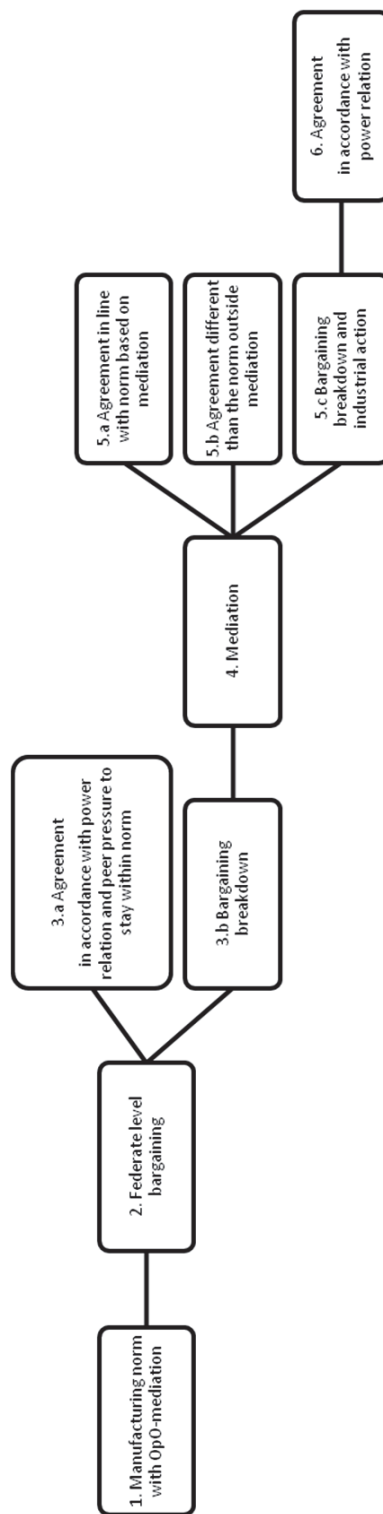 1. Manufacturing norm
with OpO-mediation
2. Federate level
bargaining
3.a Agreement
in accordance with power
relation and peer pressure to
stay within norm
3.b Bargaining
breakdown
4. Mediation
5.a Agreement in line
with norm based on
mediation
5.b Agreement different
than the norm outside
mediation
5.c Bargaining
breakdown and
industrial action
6. Agreement
in accordance with
power relation